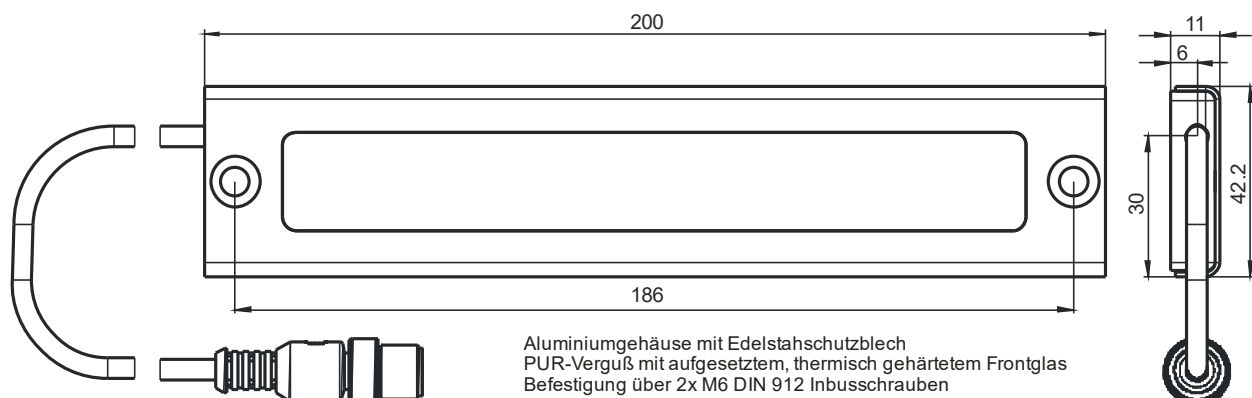 200
11
6
30
42.2
186
Aluminiumgehäuse mit Edelstahschutzblech
PUR-Verguß mit aufgesetztem, thermisch gehärtetem Frontglas
Befestigung über 2x M6 DIN 912 Inbusschrauben